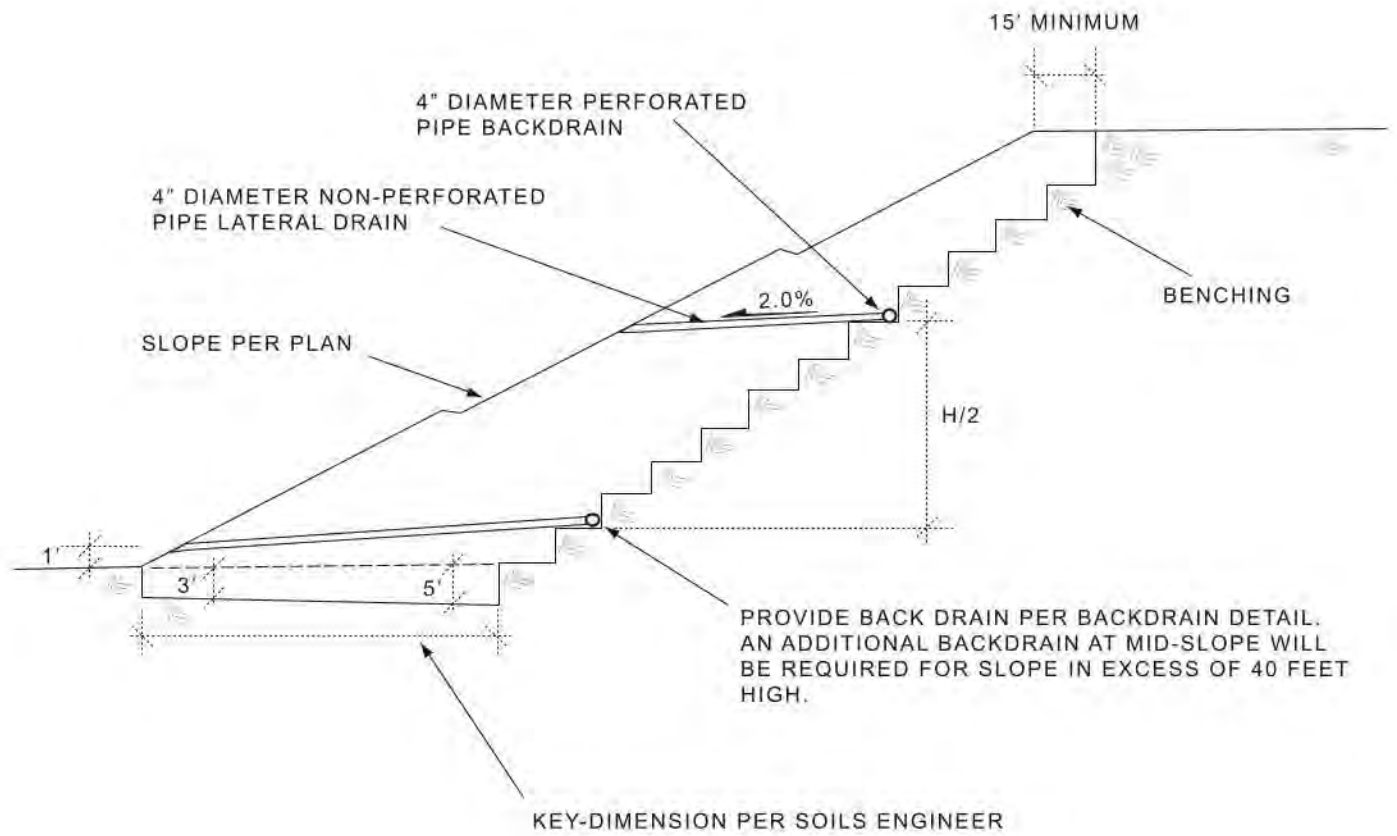 15' MINIMUM
4" DIAMETER PERFORATED
PIPE BACKDRAIN
4" DIAMETER NON-PERFORATED
PIPE LATERAL DRAIN
2.0%
BENCHING
SLOPE PER PLAN
H/2
1'
3'
5'
PROVIDE BACK DRAIN PER BACKDRAIN DETAIL.
AN ADDITIONAL BACKDRAIN AT MID-SLOPE WILL
BE REQUIRED FOR SLOPE IN EXCESS OF 40 FEET
HIGH.
KEY-DIMENSION PER SOILS ENGINEER